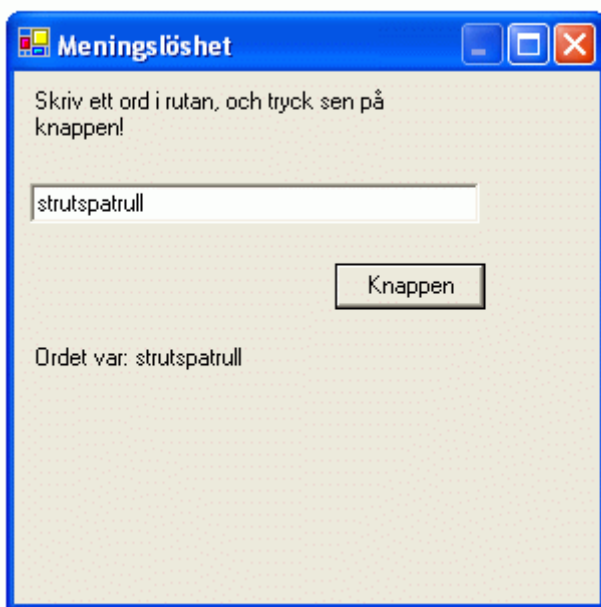 Meningslöshet
Skriv ett ord i rutan, och tryck sen på
knappen!
strutspatrull
Knappen
Ordet var: strutspatrull